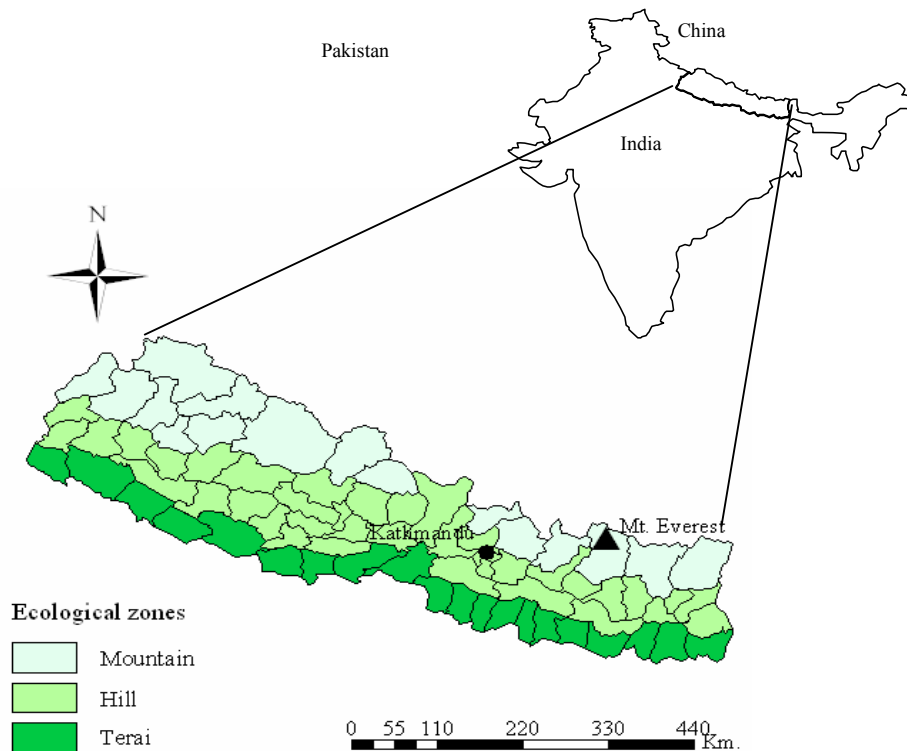 China
Pakistan
India
N
Mt. Everest
Kathmandu
Ecological zones
Mountain
Hill
Terai
0 55 110 220 330 440
Km.